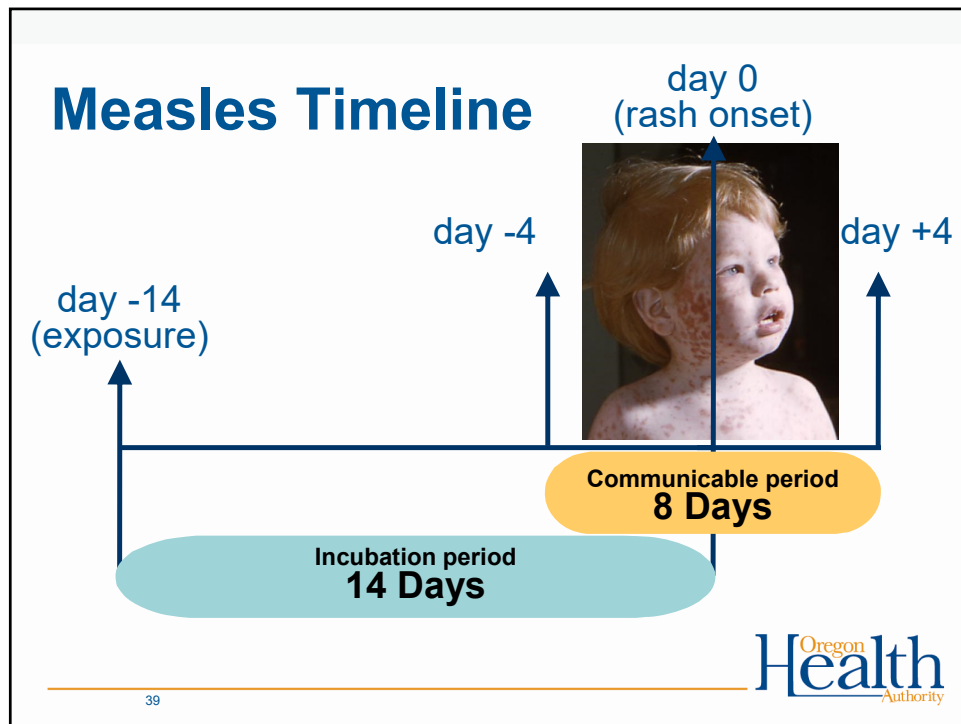 Measles Timeline
day 0
(rash onset)
day -4
day +4
day -14
(exposure)
Communicable period
8 Days
Incubation period
14 Days
Oregon
Health
Authority
39